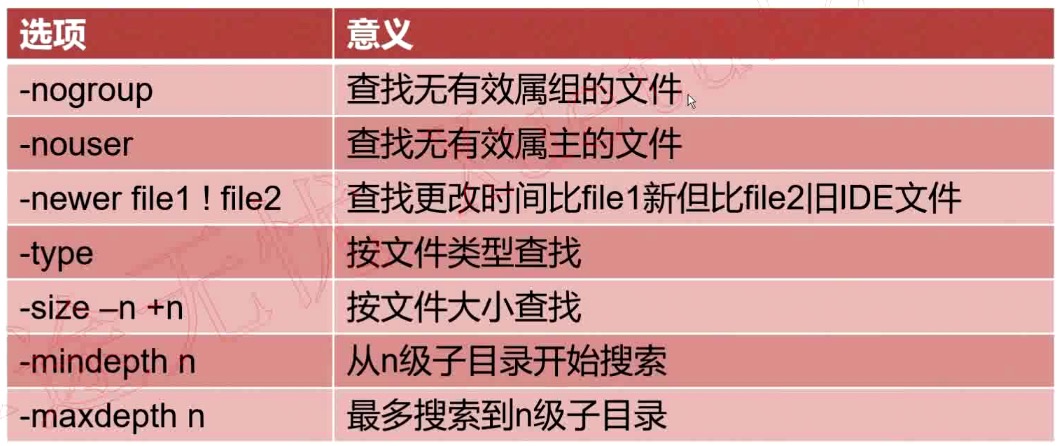 选项 意义
-nogroup 查找无有效属组的文件
-nouser 查找无有效属主的文件
-newer file1 ! file2 查找更改时间比file1新但比file2旧IDE文件
-type 按文件类型查找
-size –n +n 按文件大小查找
-mindepth n 从n级子目录开始搜索
-maxdepth n 最多搜索到n级子目录